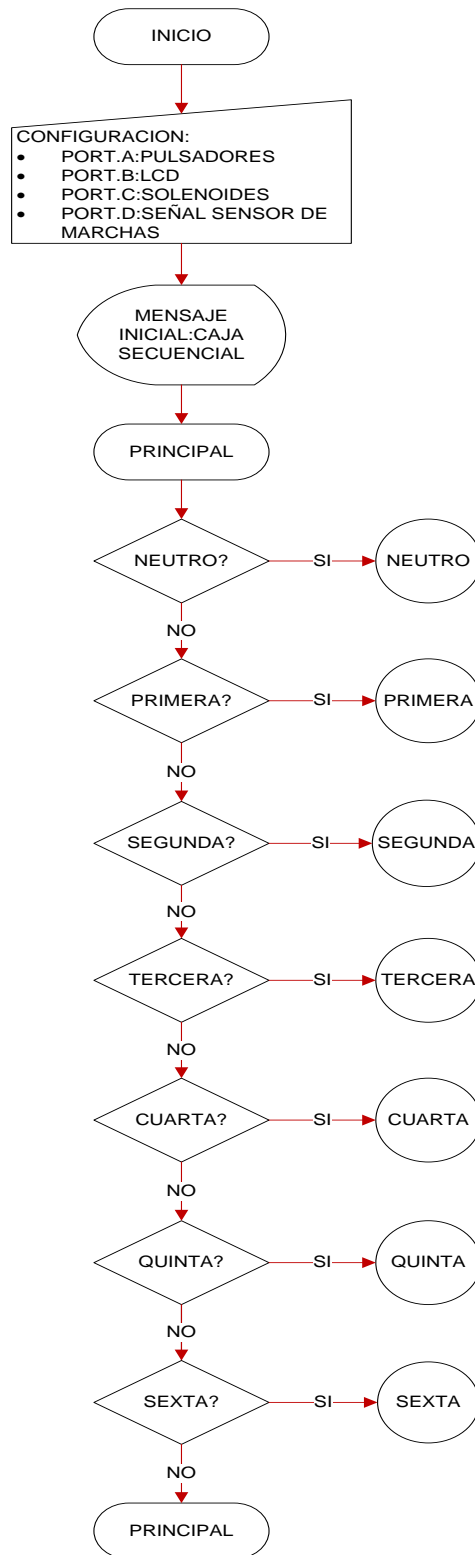 INICIO
CONFIGURACION:
• PORT.A:PULSADORES
• PORT.B:LCD
• PORT.C:SOLENOIDES
• PORT.D:SEÑAL SENSOR DE
MARCHAS
MENSAJE
INICIAL:CAJA
SECUENCIAL
PRINCIPAL
NEUTRO?
SI
NEUTRO
NO
PRIMERA?
SI
PRIMERA
NO
SEGUNDA?
SI
SEGUNDA
NO
TERCERA?
SI
TERCERA
NO
CUARTA?
SI
CUARTA
NO
QUINTA?
SI
QUINTA
NO
SEXTA?
SI
SEXTA
NO
PRINCIPAL